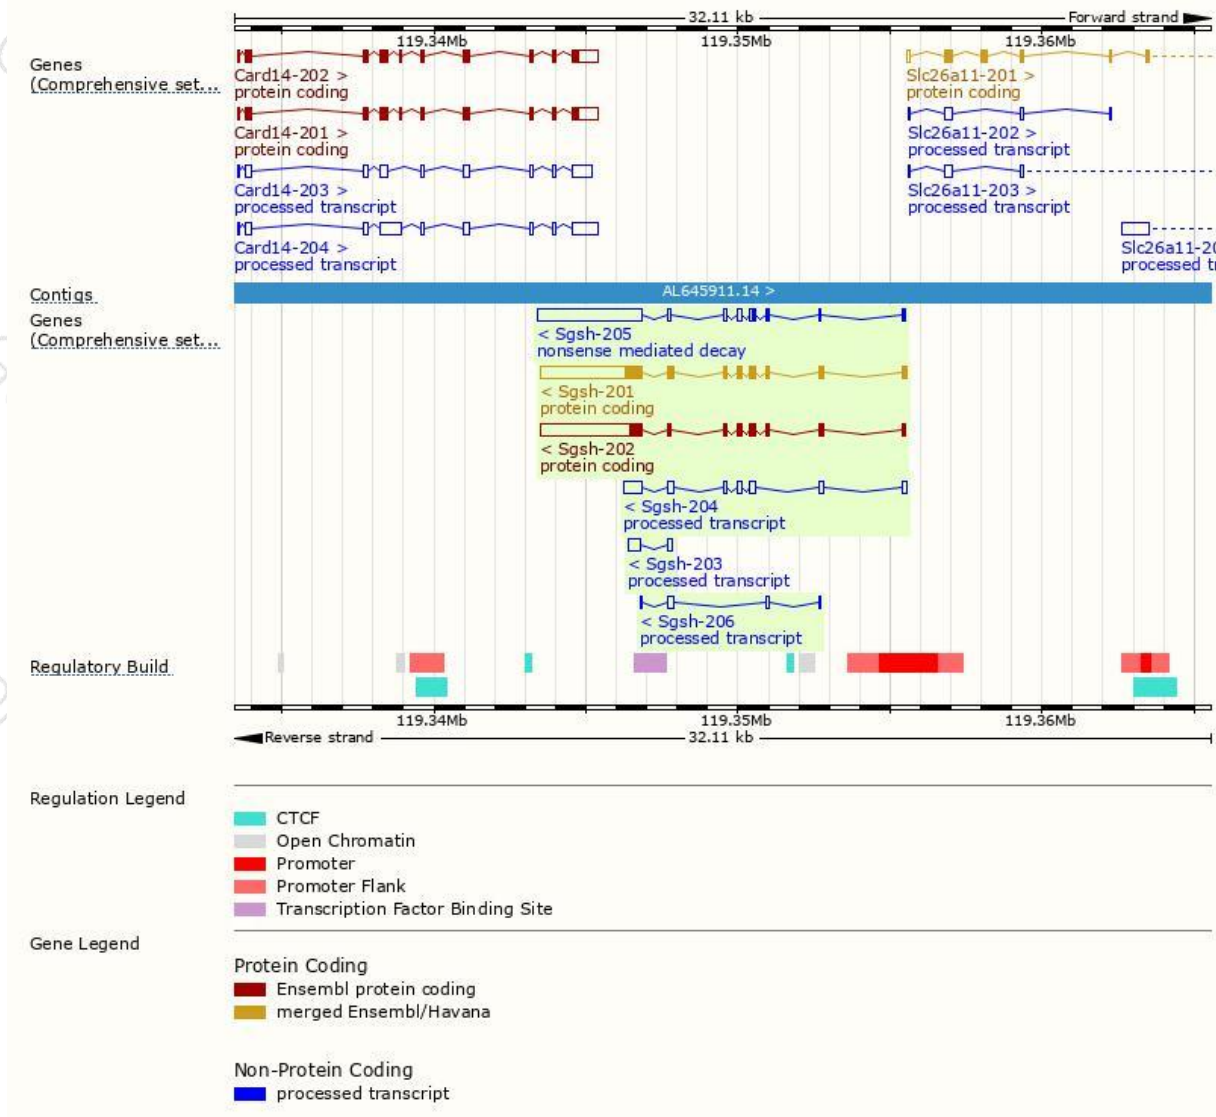 32.11 kb
Forward strand
119.34Mb 119.35Mb 119.36Mb
Genes
(Comprehensive set...
Card14-202 >
protein coding
Slc26a11-201 >
protein coding
Card14-201 >
protein coding
Slc26a11-202 >
processed transcript
Card14-203 >
processed transcript
Slc26a11-203 >
processed transcript
Card14-204 >
processed transcript
Slc26a11-20
processed tr
Contigs
AL645911.14 >
Genes
(Comprehensive set...
< Sgsh-205
nonsense mediated decay
< Sgsh-201
protein coding
< Sgsh-202
protein coding
< Sgsh-204
processed transcript
< Sgsh-203
processed transcript
< Sgsh-206
processed transcript
Regulatory Build
119.34Mb 119.35Mb 119.36Mb
Reverse strand
32.11 kb
Regulation Legend
CTCF
Open Chromatin
Promoter
Promoter Flank
Transcription Factor Binding Site
Gene Legend
Protein Coding
Ensembl protein coding
merged Ensembl/Havana
Non-Protein Coding
processed transcript